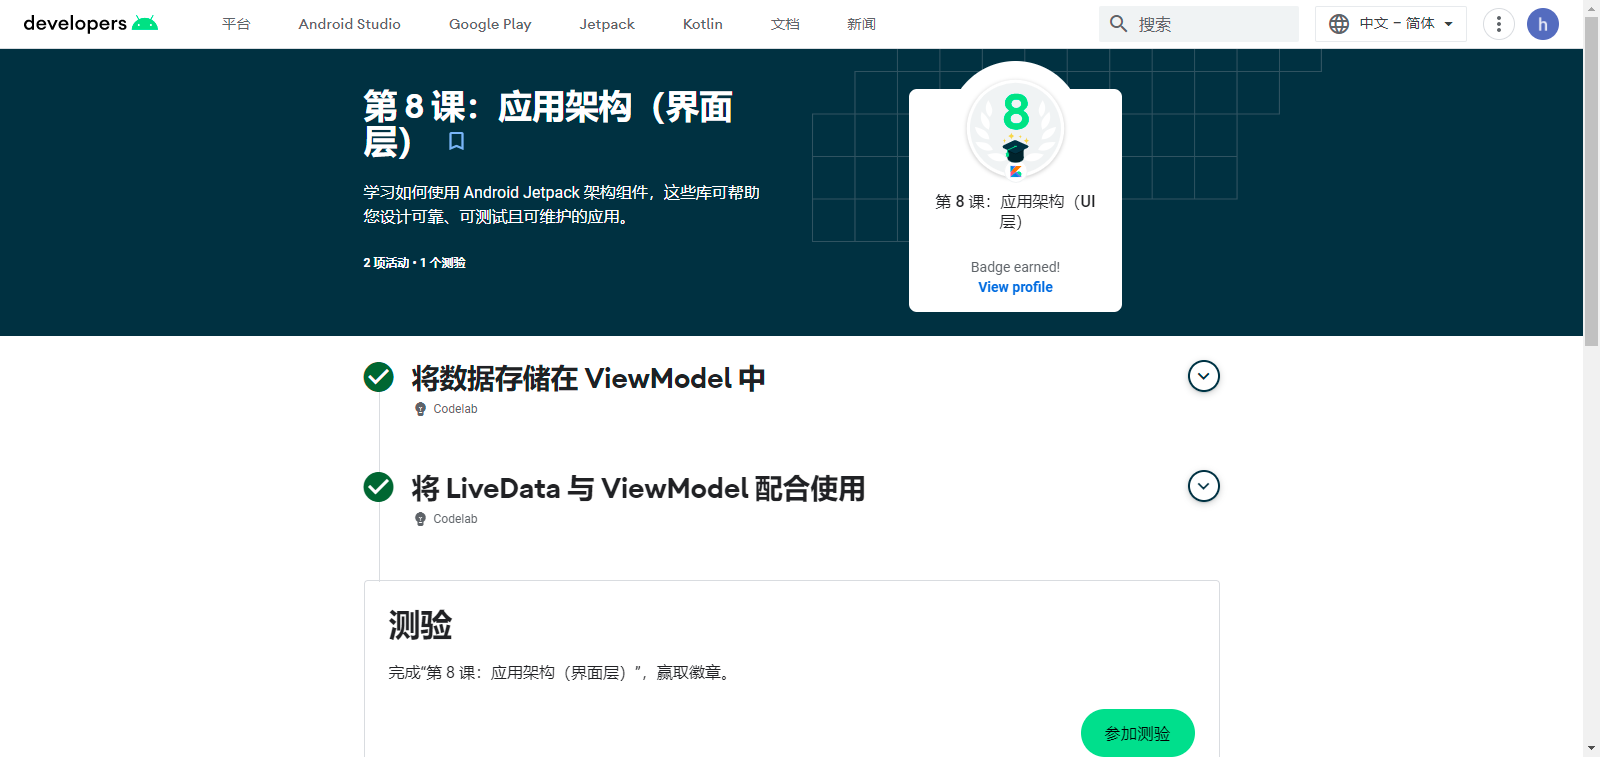 developers
平台
Android Studio
Google Play
Jetpack
Kotlin
文档
新闻
搜索
中文 – 简体
h
第 8 课：应用架构（界面
层）
学习如何使用 Android Jetpack 架构组件，这些库可帮助
您设计可靠、可测试且可维护的应用。
2 项活动 • 1 个测验
8
第 8 课：应用架构（UI
层）
Badge earned!
View profile
将数据存储在 ViewModel 中
Codelab
将 LiveData 与 ViewModel 配合使用
Codelab
测验
完成“第 8 课：应用架构（界面层）”，赢取徽章。
参加测验